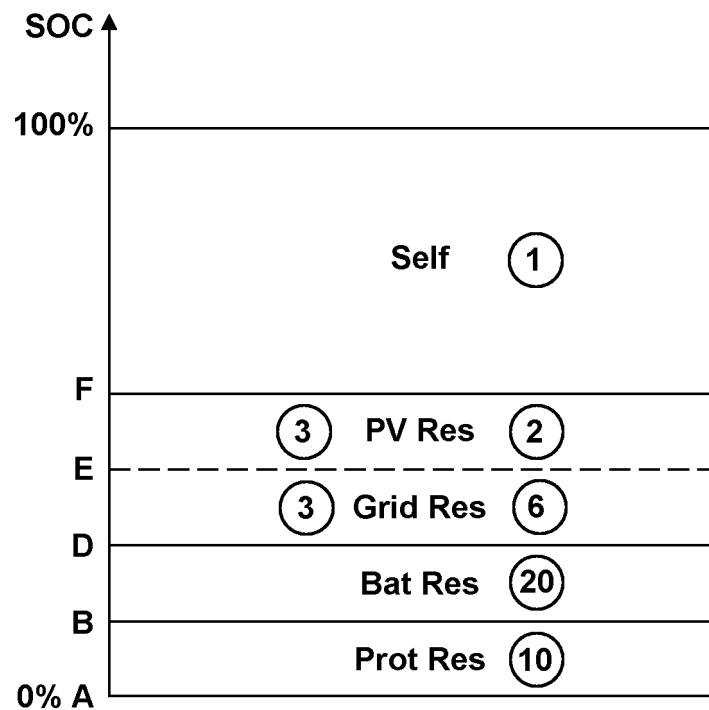 SOC
100%
Self 1
F
3 PV Res 2
E
3 Grid Res 6
D
Bat Res 20
B
Prot Res 10
0% A